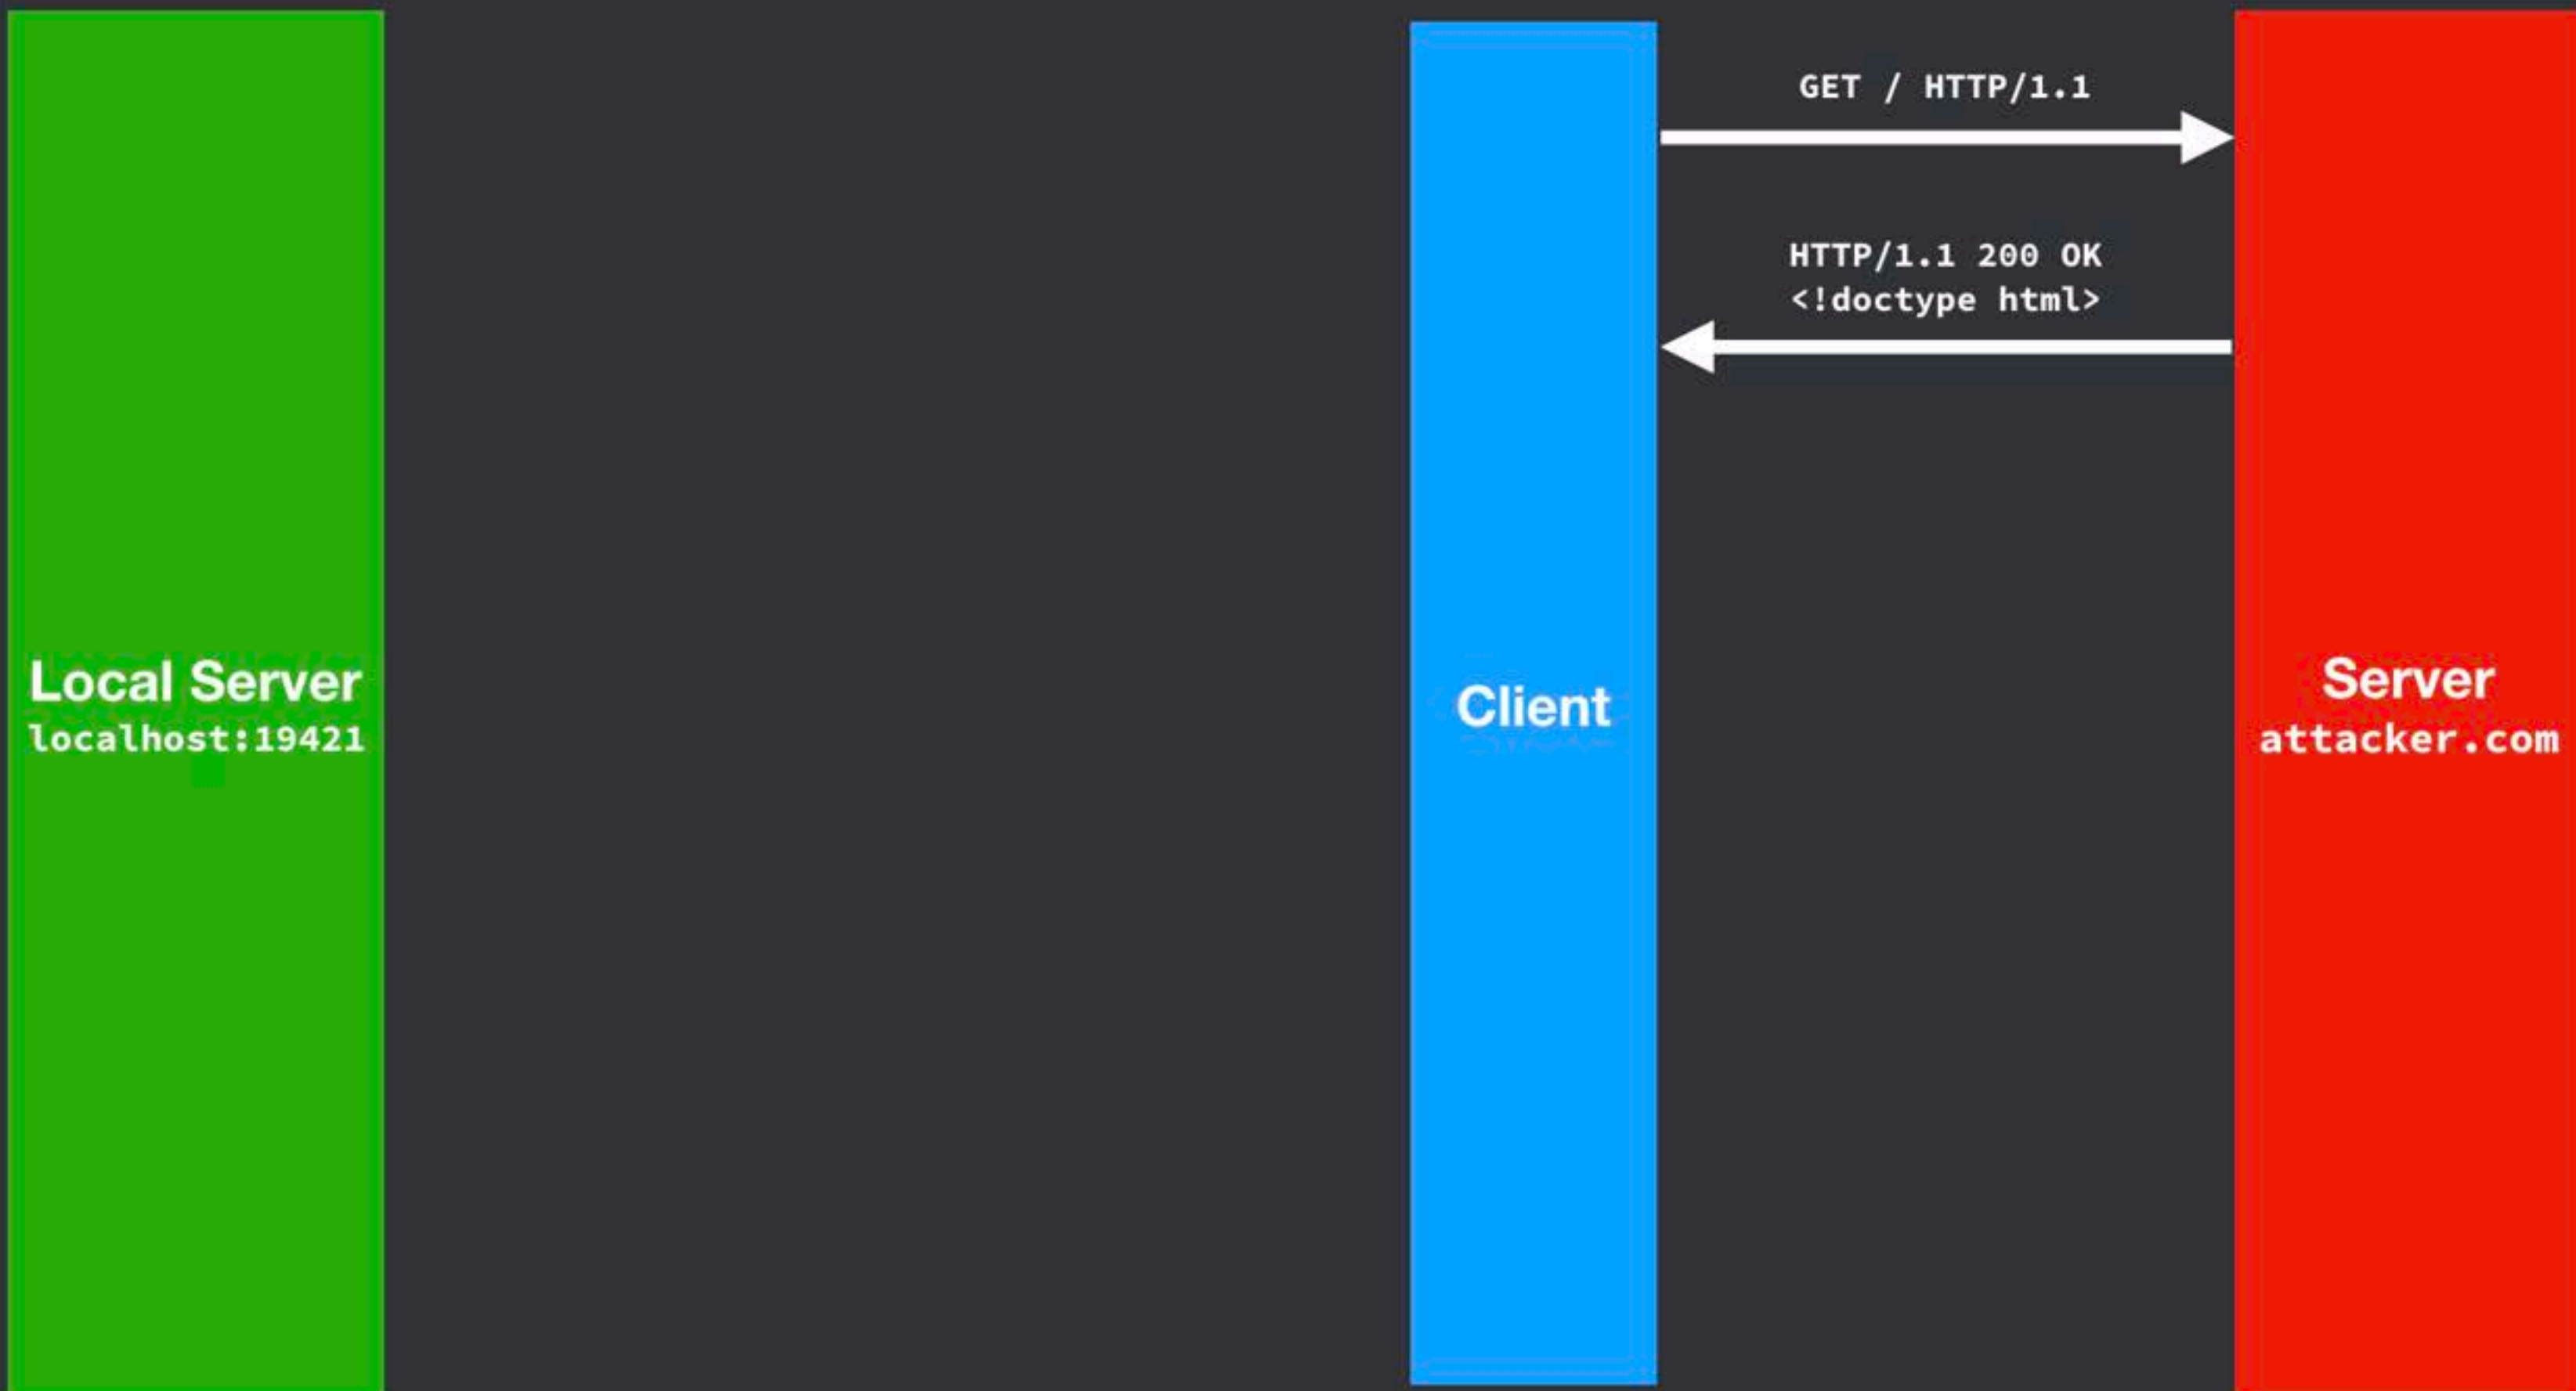 GET / HTTP/1.1
HTTP/1.1 200 OK
<!doctype html>
Local Server
localhost:19421
Client
Server
attacker.com